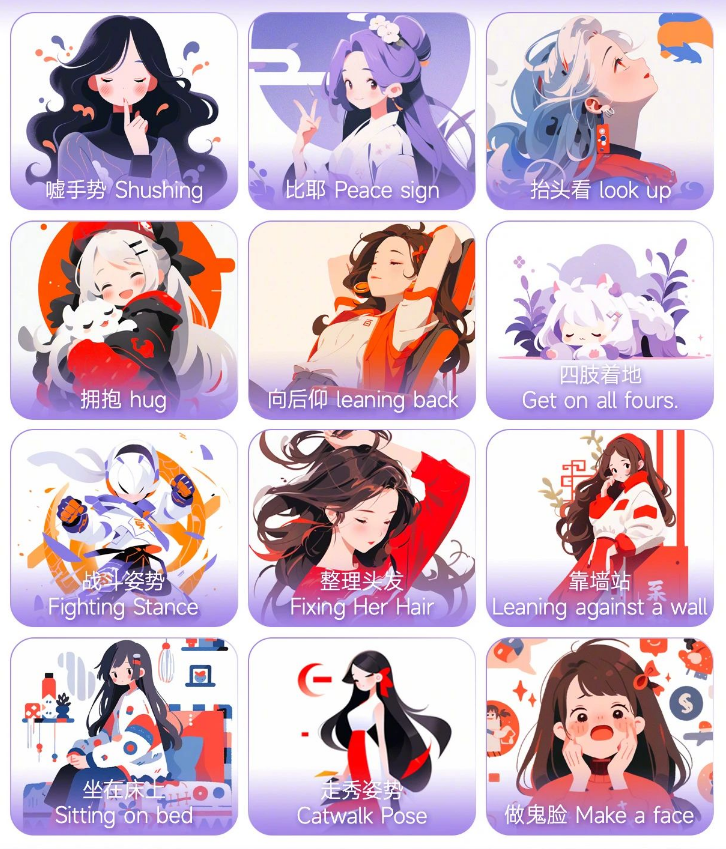 嘘手势 Shushing
比耶 Peace sign
抬头看 look up
拥抱 hug
向后仰 leaning back
四肢着地
Get on all fours.
战斗姿势
Fighting Stance
整理头发
Fixing Her Hair
靠墙站
Leaning against a wall
坐在床上
Sitting on bed
走秀姿势
Catwalk Pose
做鬼脸 Make a face